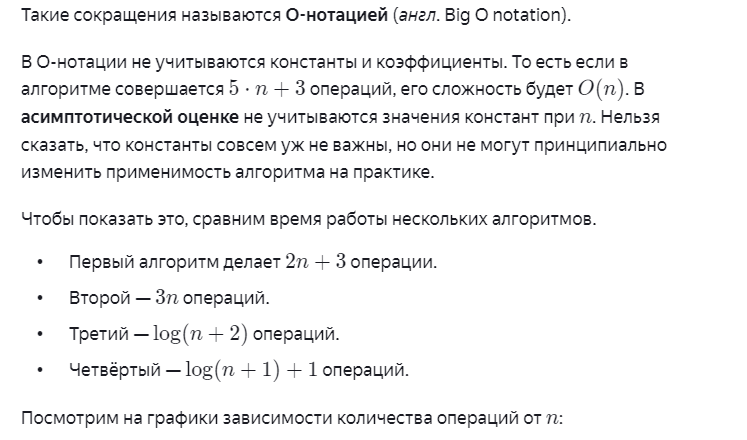 Такие сокращения называются О-нотацией (англ. Big O notation).
В О-нотации не учитываются константы и коэффициенты. То есть если в
алгоритме совершается 5 · n + 3 операций, его сложность будет O(n). В
асимптотической оценке не учитываются значения констант при n. Нельзя
сказать, что константы совсем уж не важны, но они не могут принципиально
изменить применимость алгоритма на практике.
Чтобы показать это, сравним время работы нескольких алгоритмов.
• Первый алгоритм делает 2n + 3 операции.
• Второй — 3n операций.
• Третий — log(n + 2) операций.
• Четвёртый — log(n + 1) + 1 операций.
Посмотрим на графики зависимости количества операций от n: